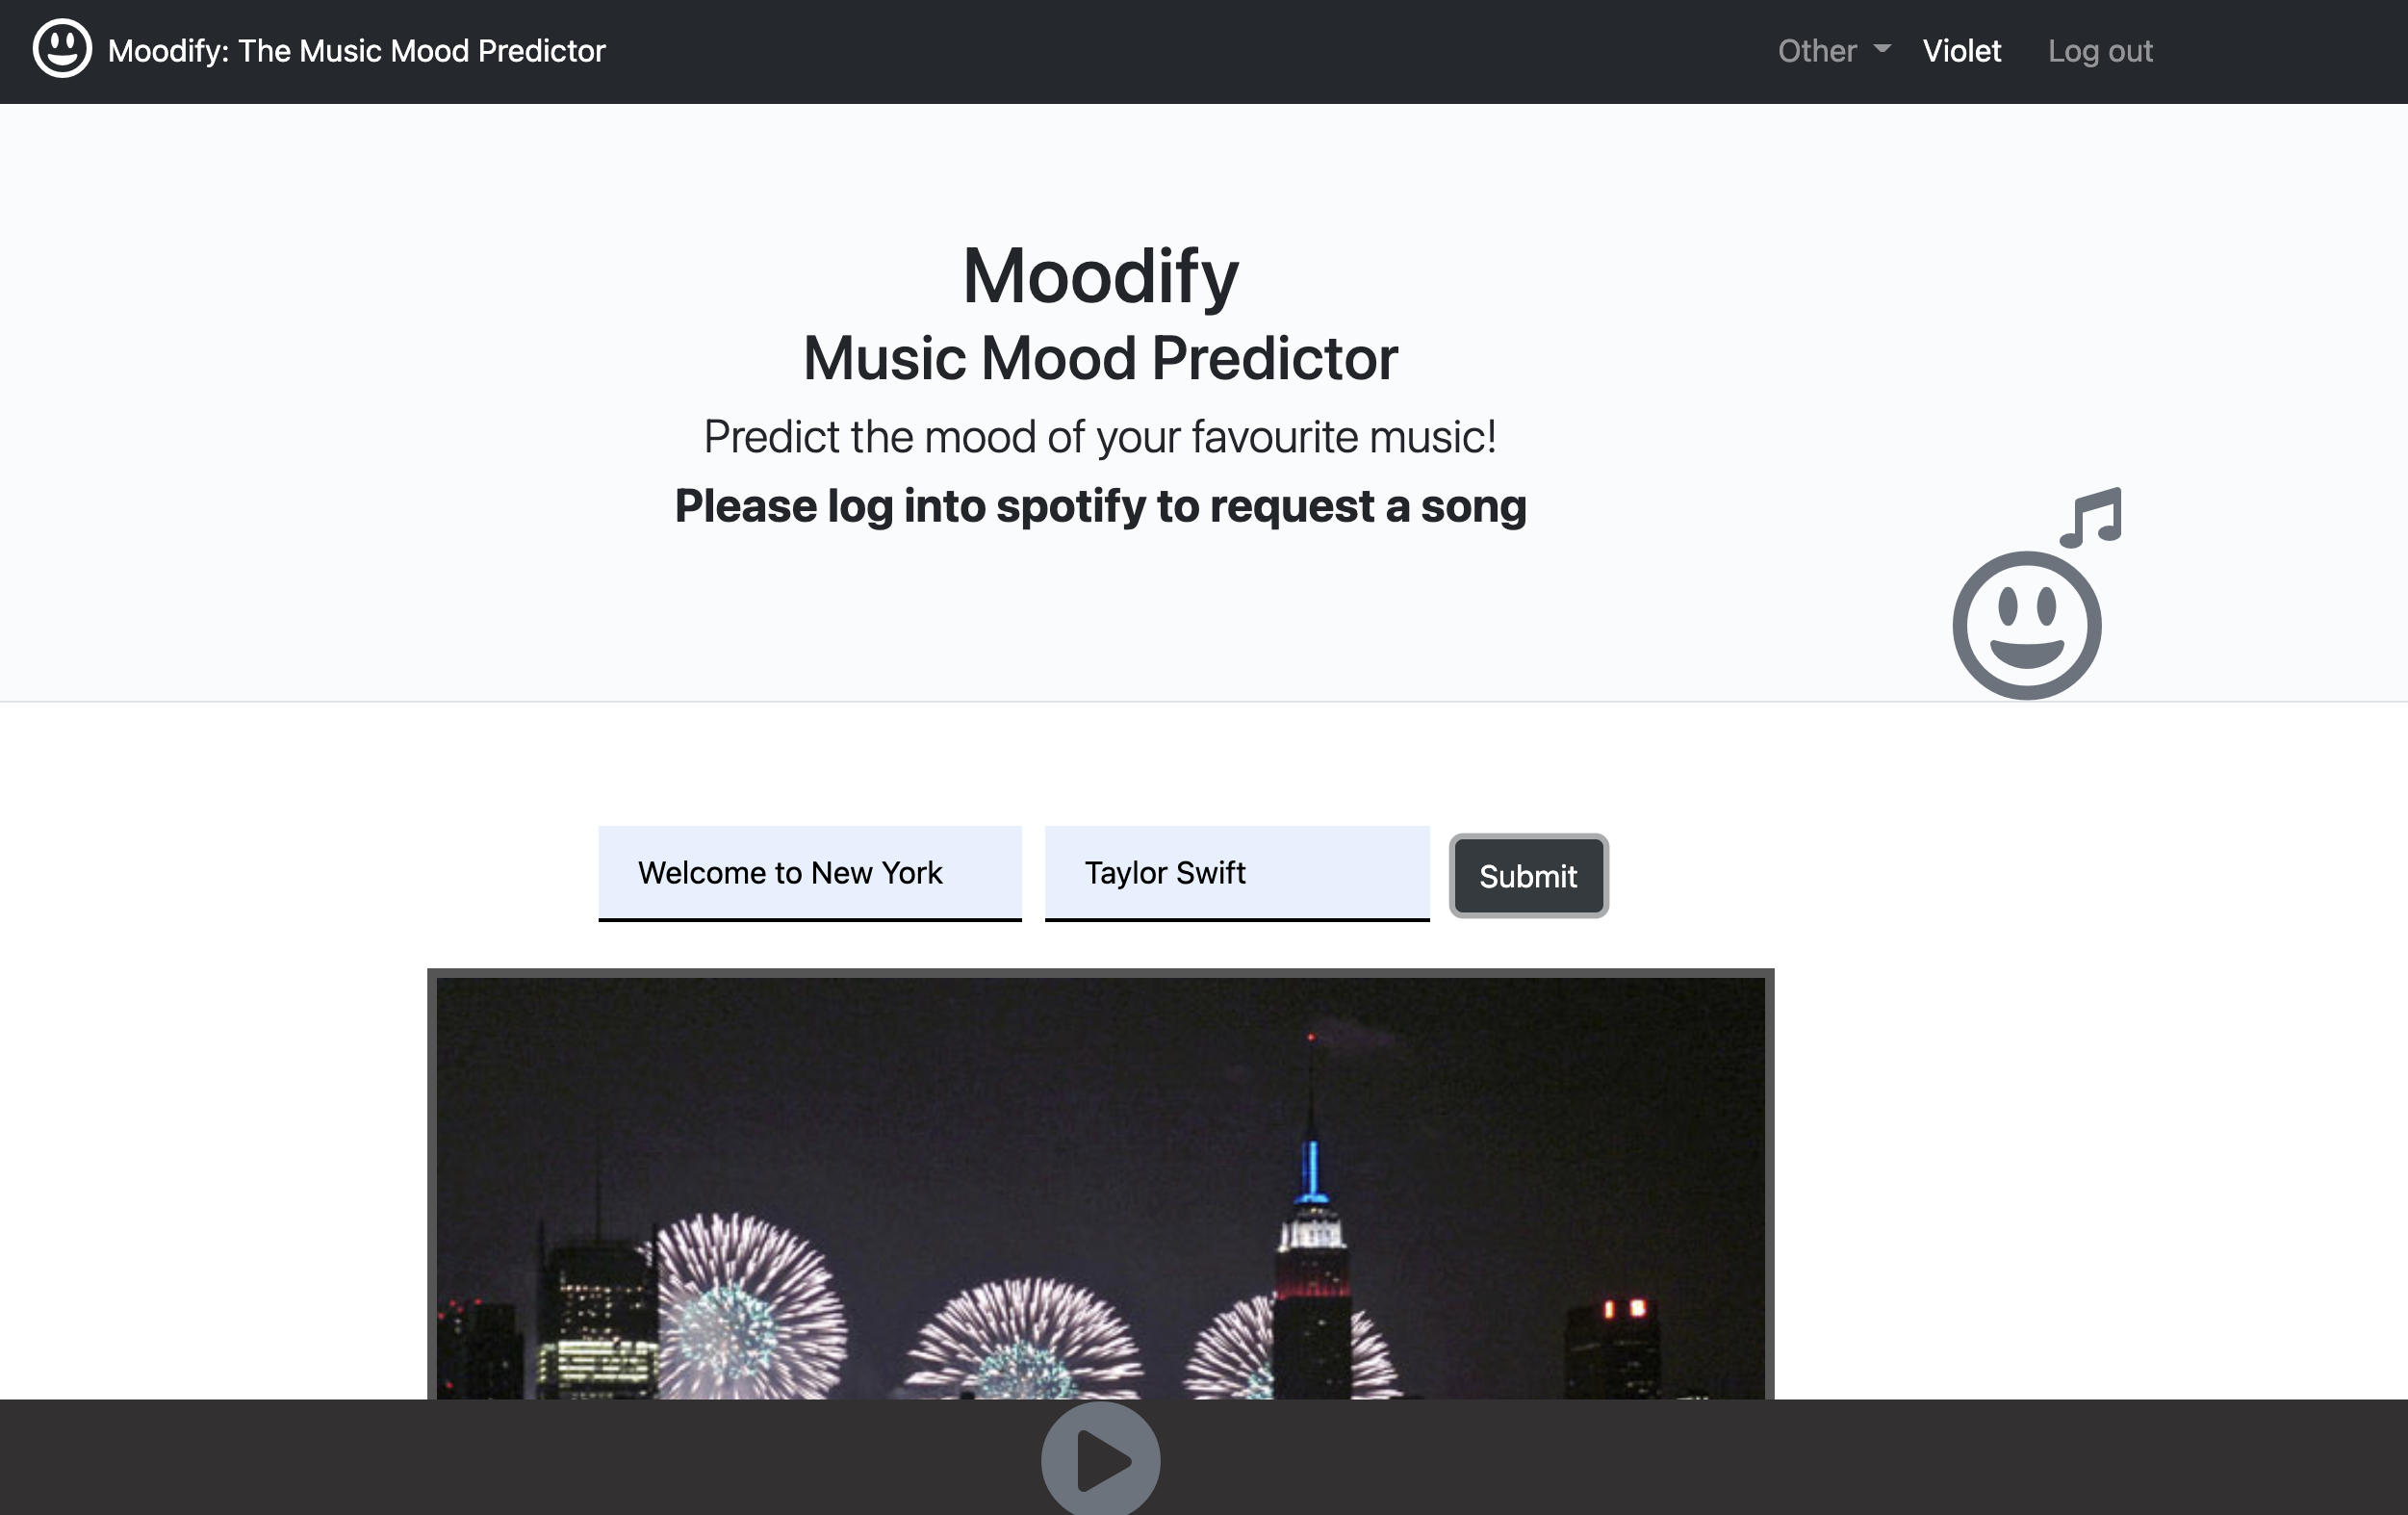 Moodify: The Music Mood Predictor
Other
Violet
Log out
Moodify
Music Mood Predictor
Predict the mood of your favourite music!
Please log into spotify to request a song
Welcome to New York
Taylor Swift
Submit